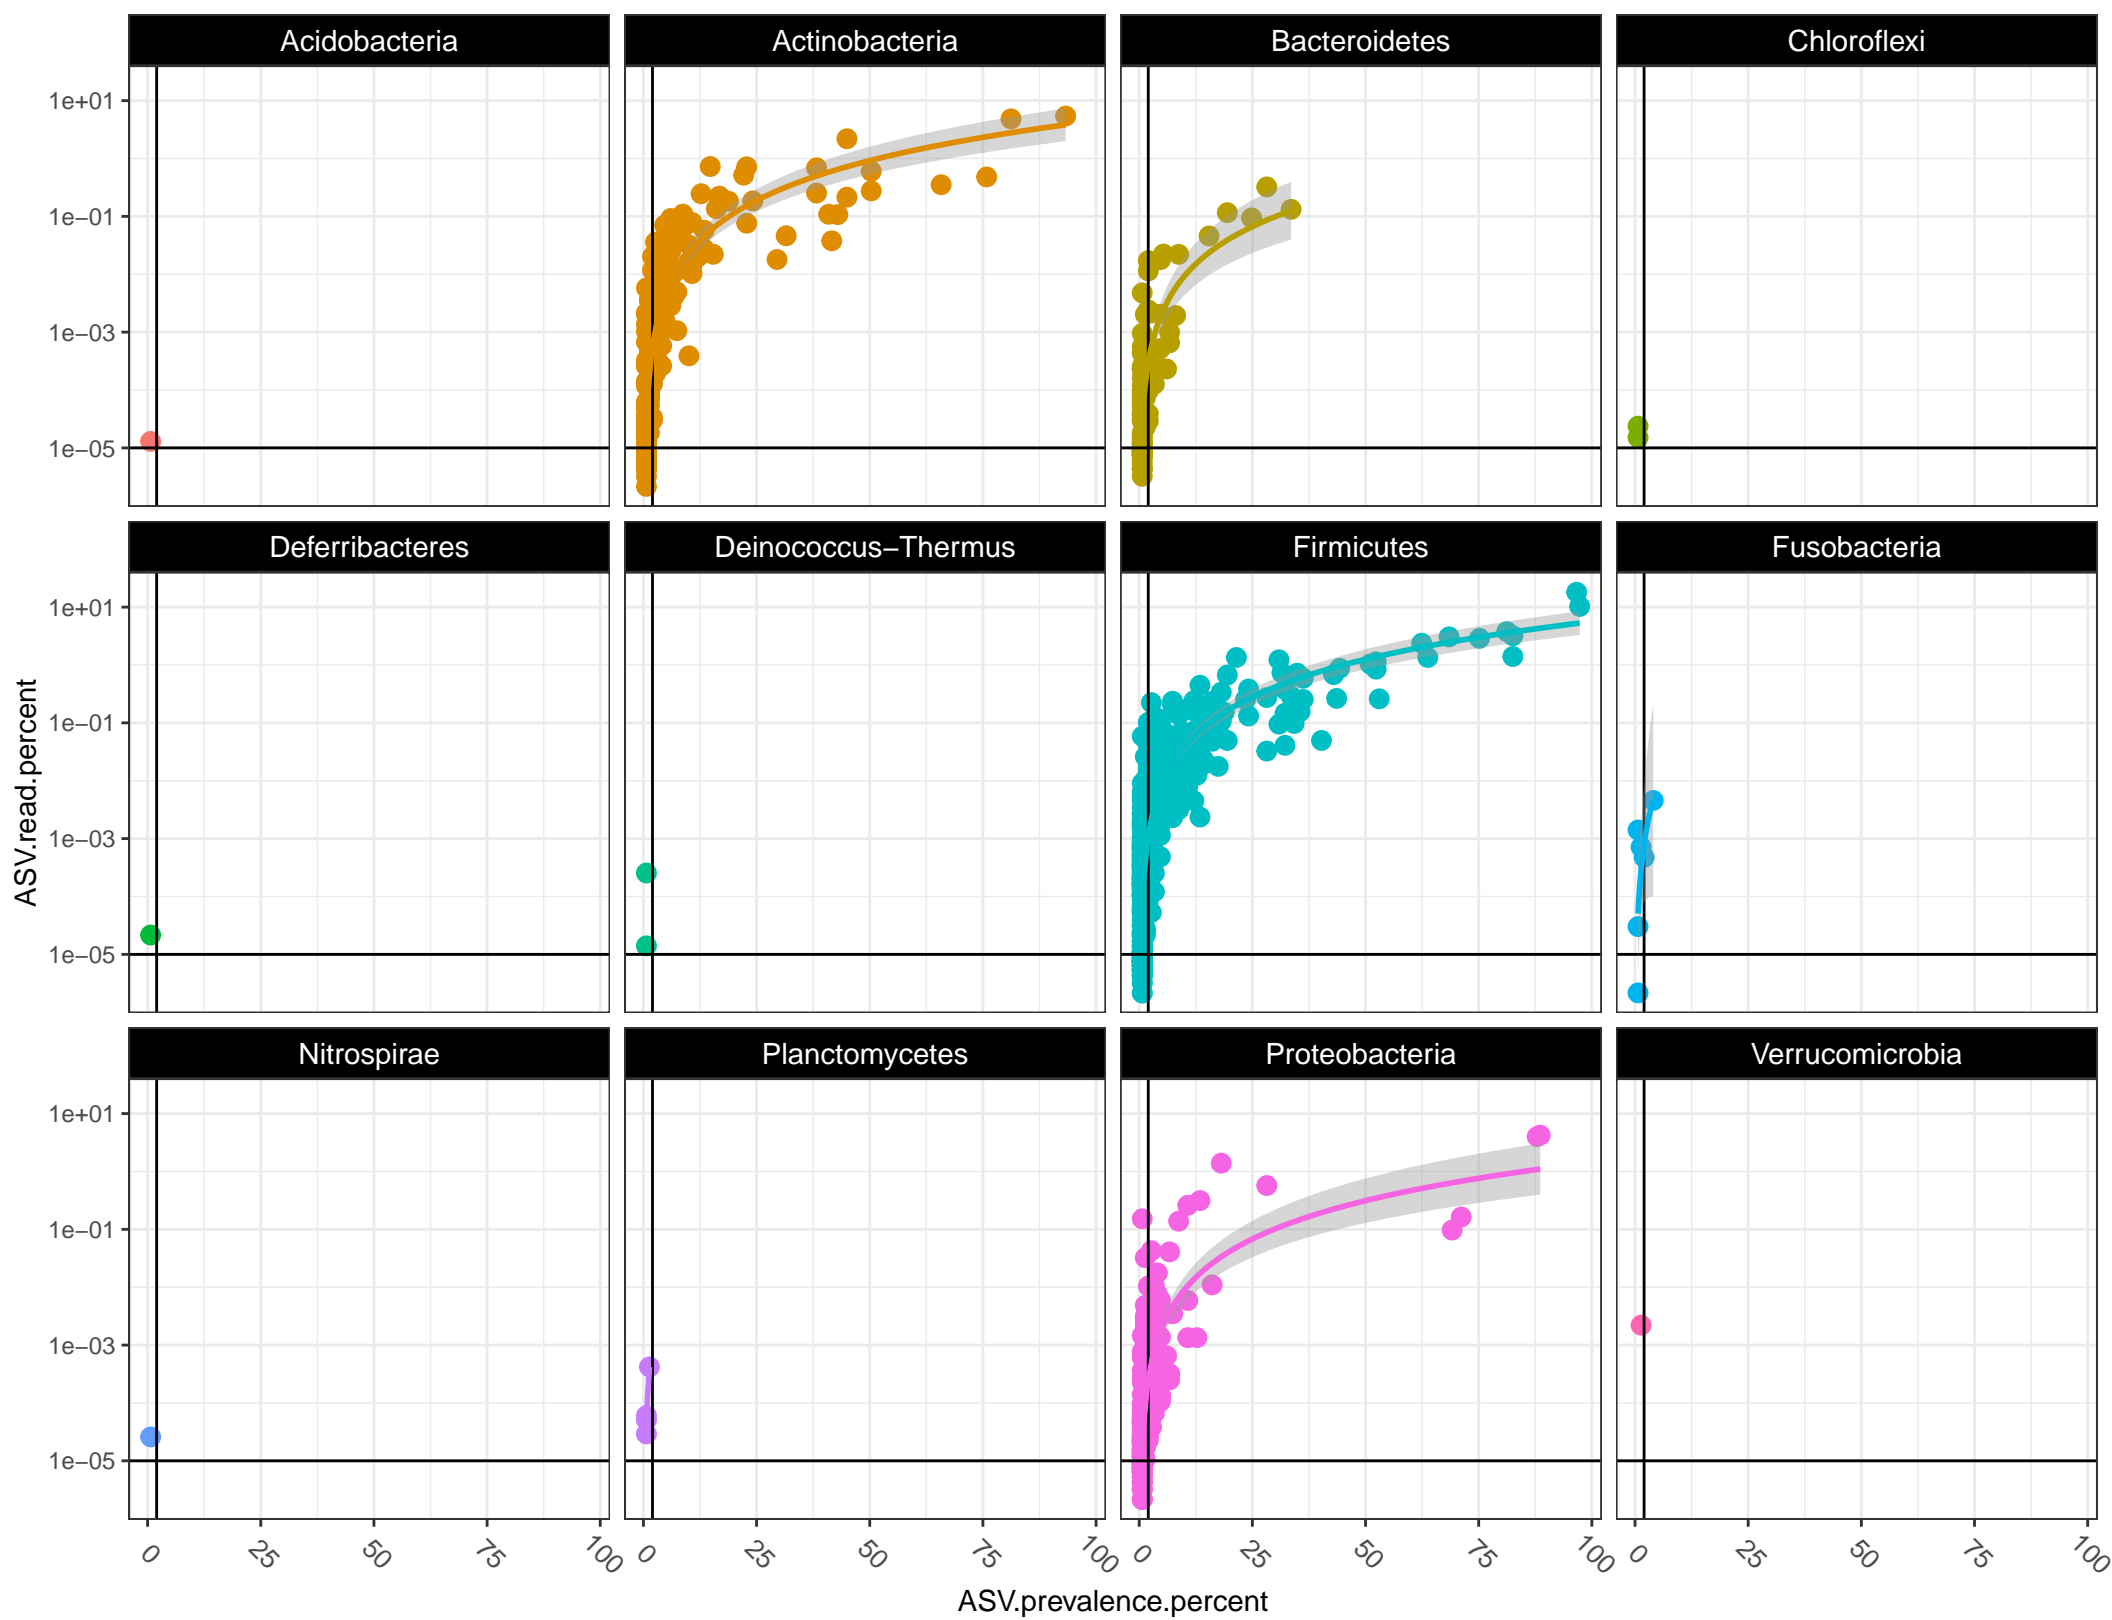 Acidobacteria Actinobacteria Bacteroidetes Chloroflexi
1e+01
1e−01
1e−03
1e−05
Deferribacteres Deinococcus−Thermus Firmicutes Fusobacteria
1e+01
1e−01
1e−03
1e−05
Nitrospirae Planctomycetes Proteobacteria Verrucomicrobia
1e+01
1e−01
1e−03
1e−05
0 25 50 75 100 0 25 50 75 100 0 25 50 75 100 0 25 50 75 100
ASV.prevalence.percent
ASV.read.percent